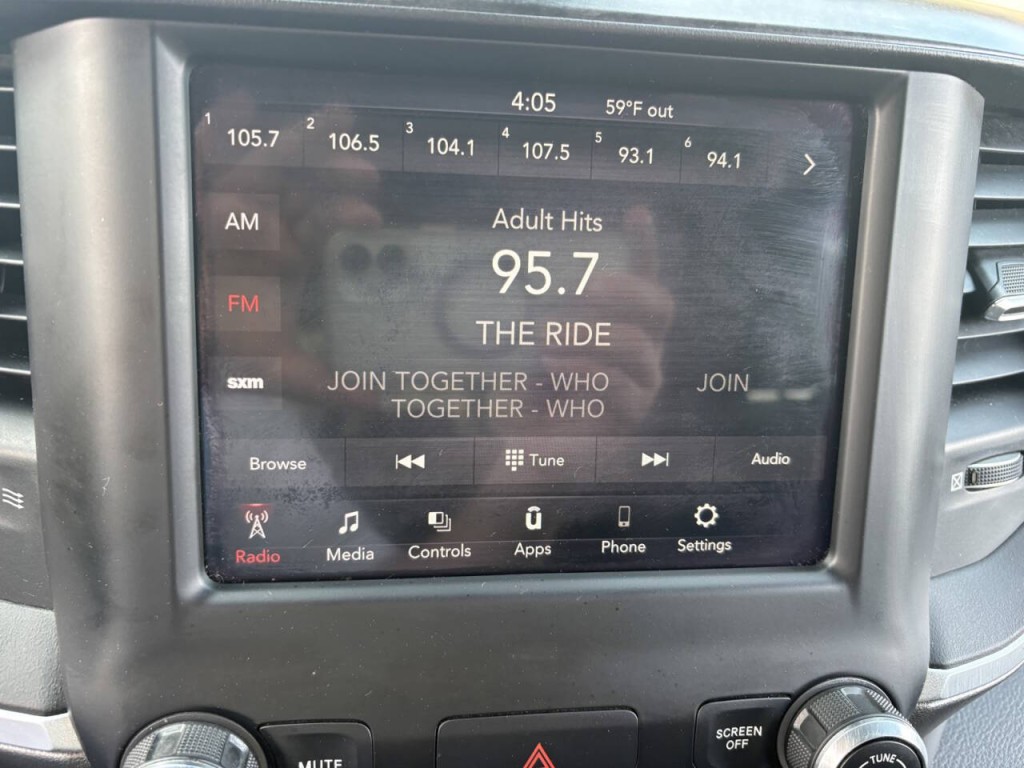 4:05 59°F out
1 105.7 2 106.5 3 104.1 4 107.5 5 93.1 6 94.1
AM
Adult Hits
95.7
FM
THE RIDE
sxm
JOIN TOGETHER - WHO JOIN
TOGETHER - WHO
Browse Tune Audio
Radio Media Controls Apps Phone Settings
MUTE
SCREEN
OFF
TUNE